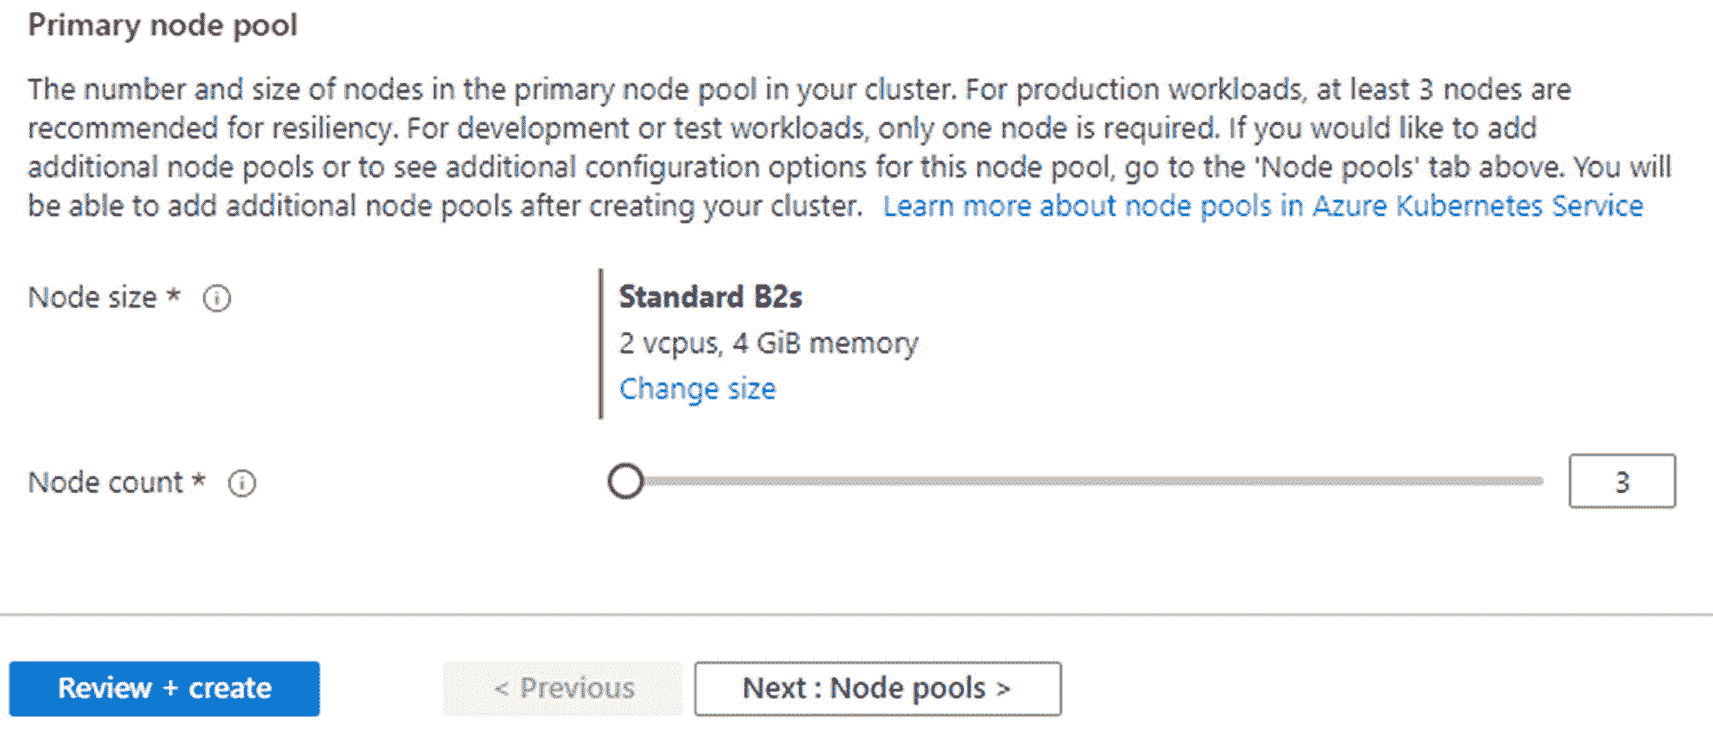 Primary node pool
The number and size of nodes in the primary node pool in your cluster. For production workloads, at least 3 nodes are
recommended for resiliency. For development or test workloads, only one node is required. If you would like to add
additional node pools or to see additional configuration options for this node pool, go to the 'Node pools' tab above. You will
be able to add additional node pools after creating your cluster. Learn more about node pools in Azure Kubernetes Service
Node size *
Standard B2s
2 vcpus, 4 GiB memory
Change size
Node count *
3
Review + create
< Previous
Next : Node pools >